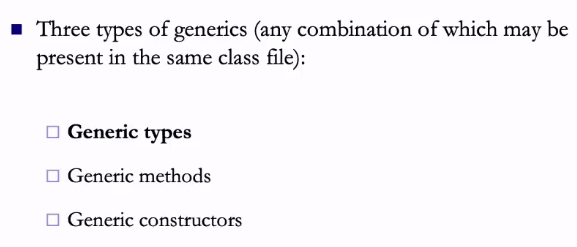 Three types of generics (any combination of which may be
present in the same class file):
Generic types
Generic methods
Generic constructors